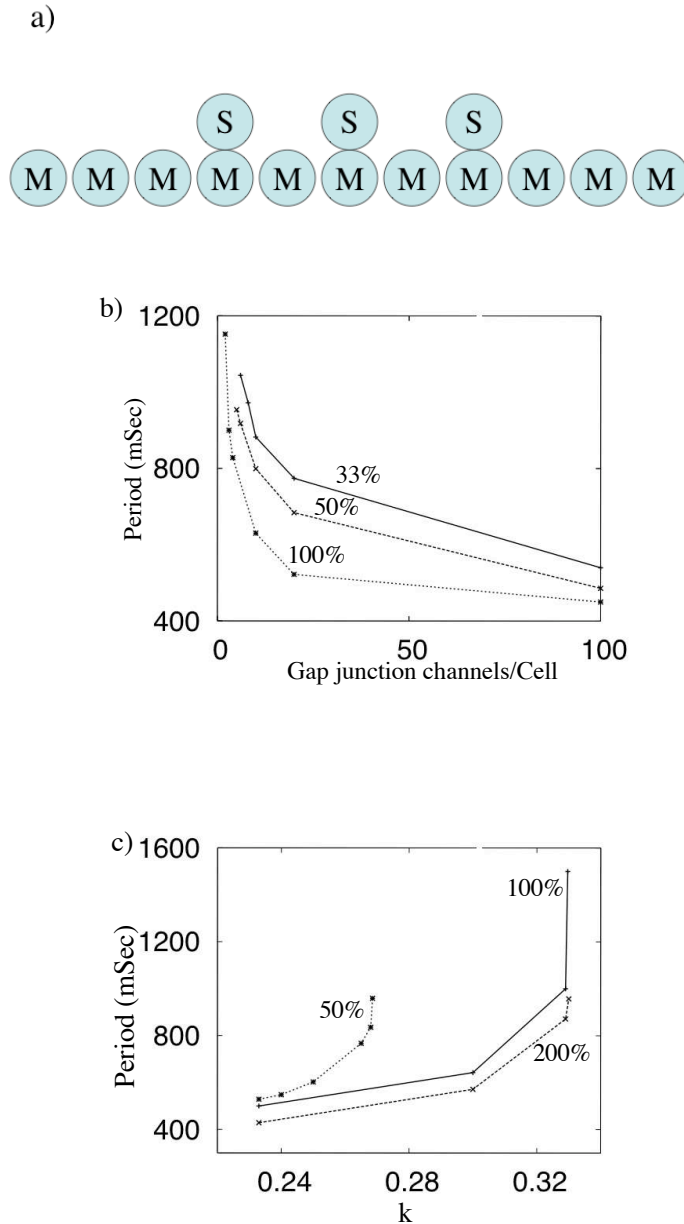 a)
S S S
M M M M M M M M M M M
b)
1200
800
400
Period (mSec)
33%
50%
100%
0 50 100
Gap junction channels/Cell
c)
1600
1200
800
400
Period (mSec)
100%
50%
200%
0.24 0.28 0.32
k